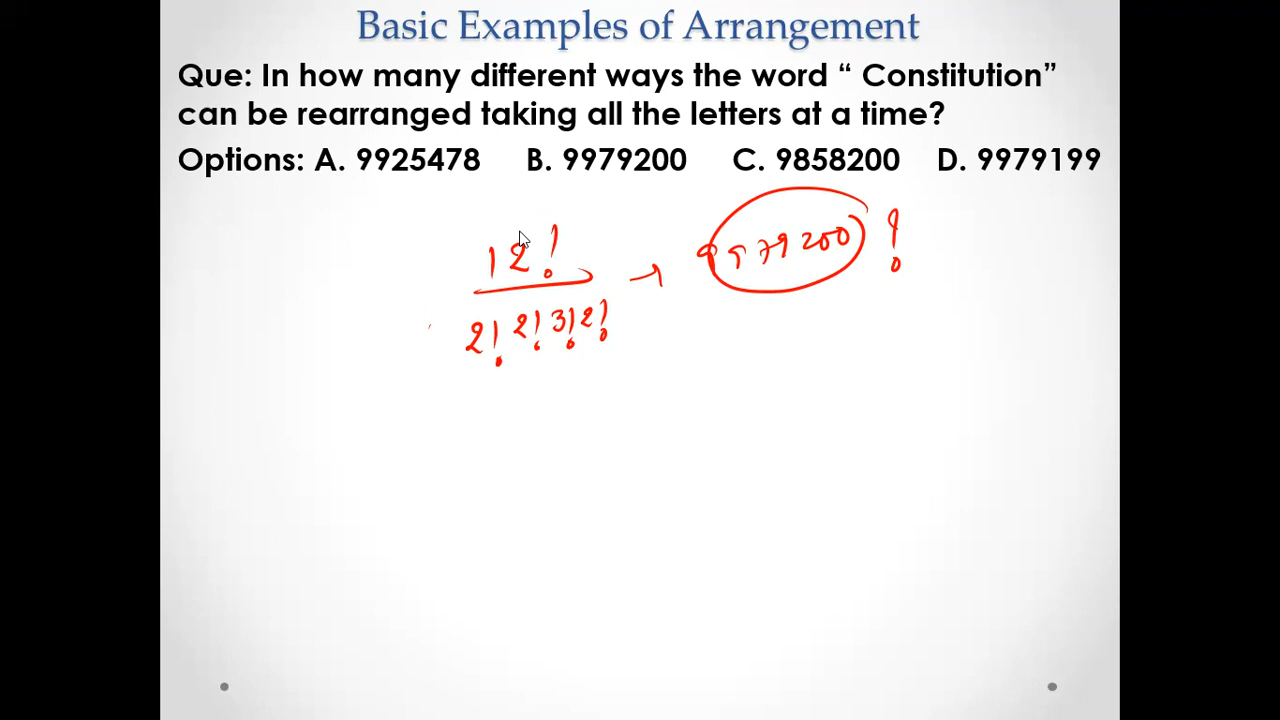 Basic Examples of Arrangement
Que: In how many different ways the word “ Constitution”
can be rearranged taking all the letters at a time?
Options: A. 9925478 B. 9979200 C. 9858200 D. 9979199
12! → 9979200 !
2! 2! 3! 2!